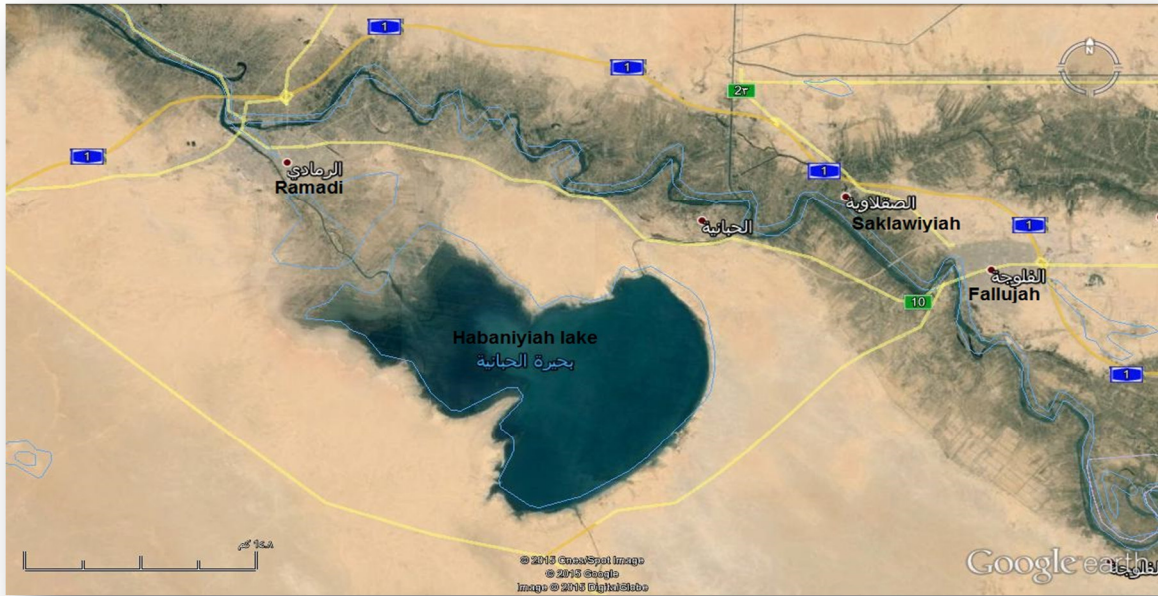 1
1
2٣
1
1
الرمادي
Ramadi
الصقلاوية
Saklawiyiah
الحبانية
1
الفلوجة
Fallujah
10
Habaniyiah lake
بحيرة الحبانية
1
© 2015 Cnes/Spot Image
© 2015 Google
Image © 2015 DigitalGlobe
Google earth